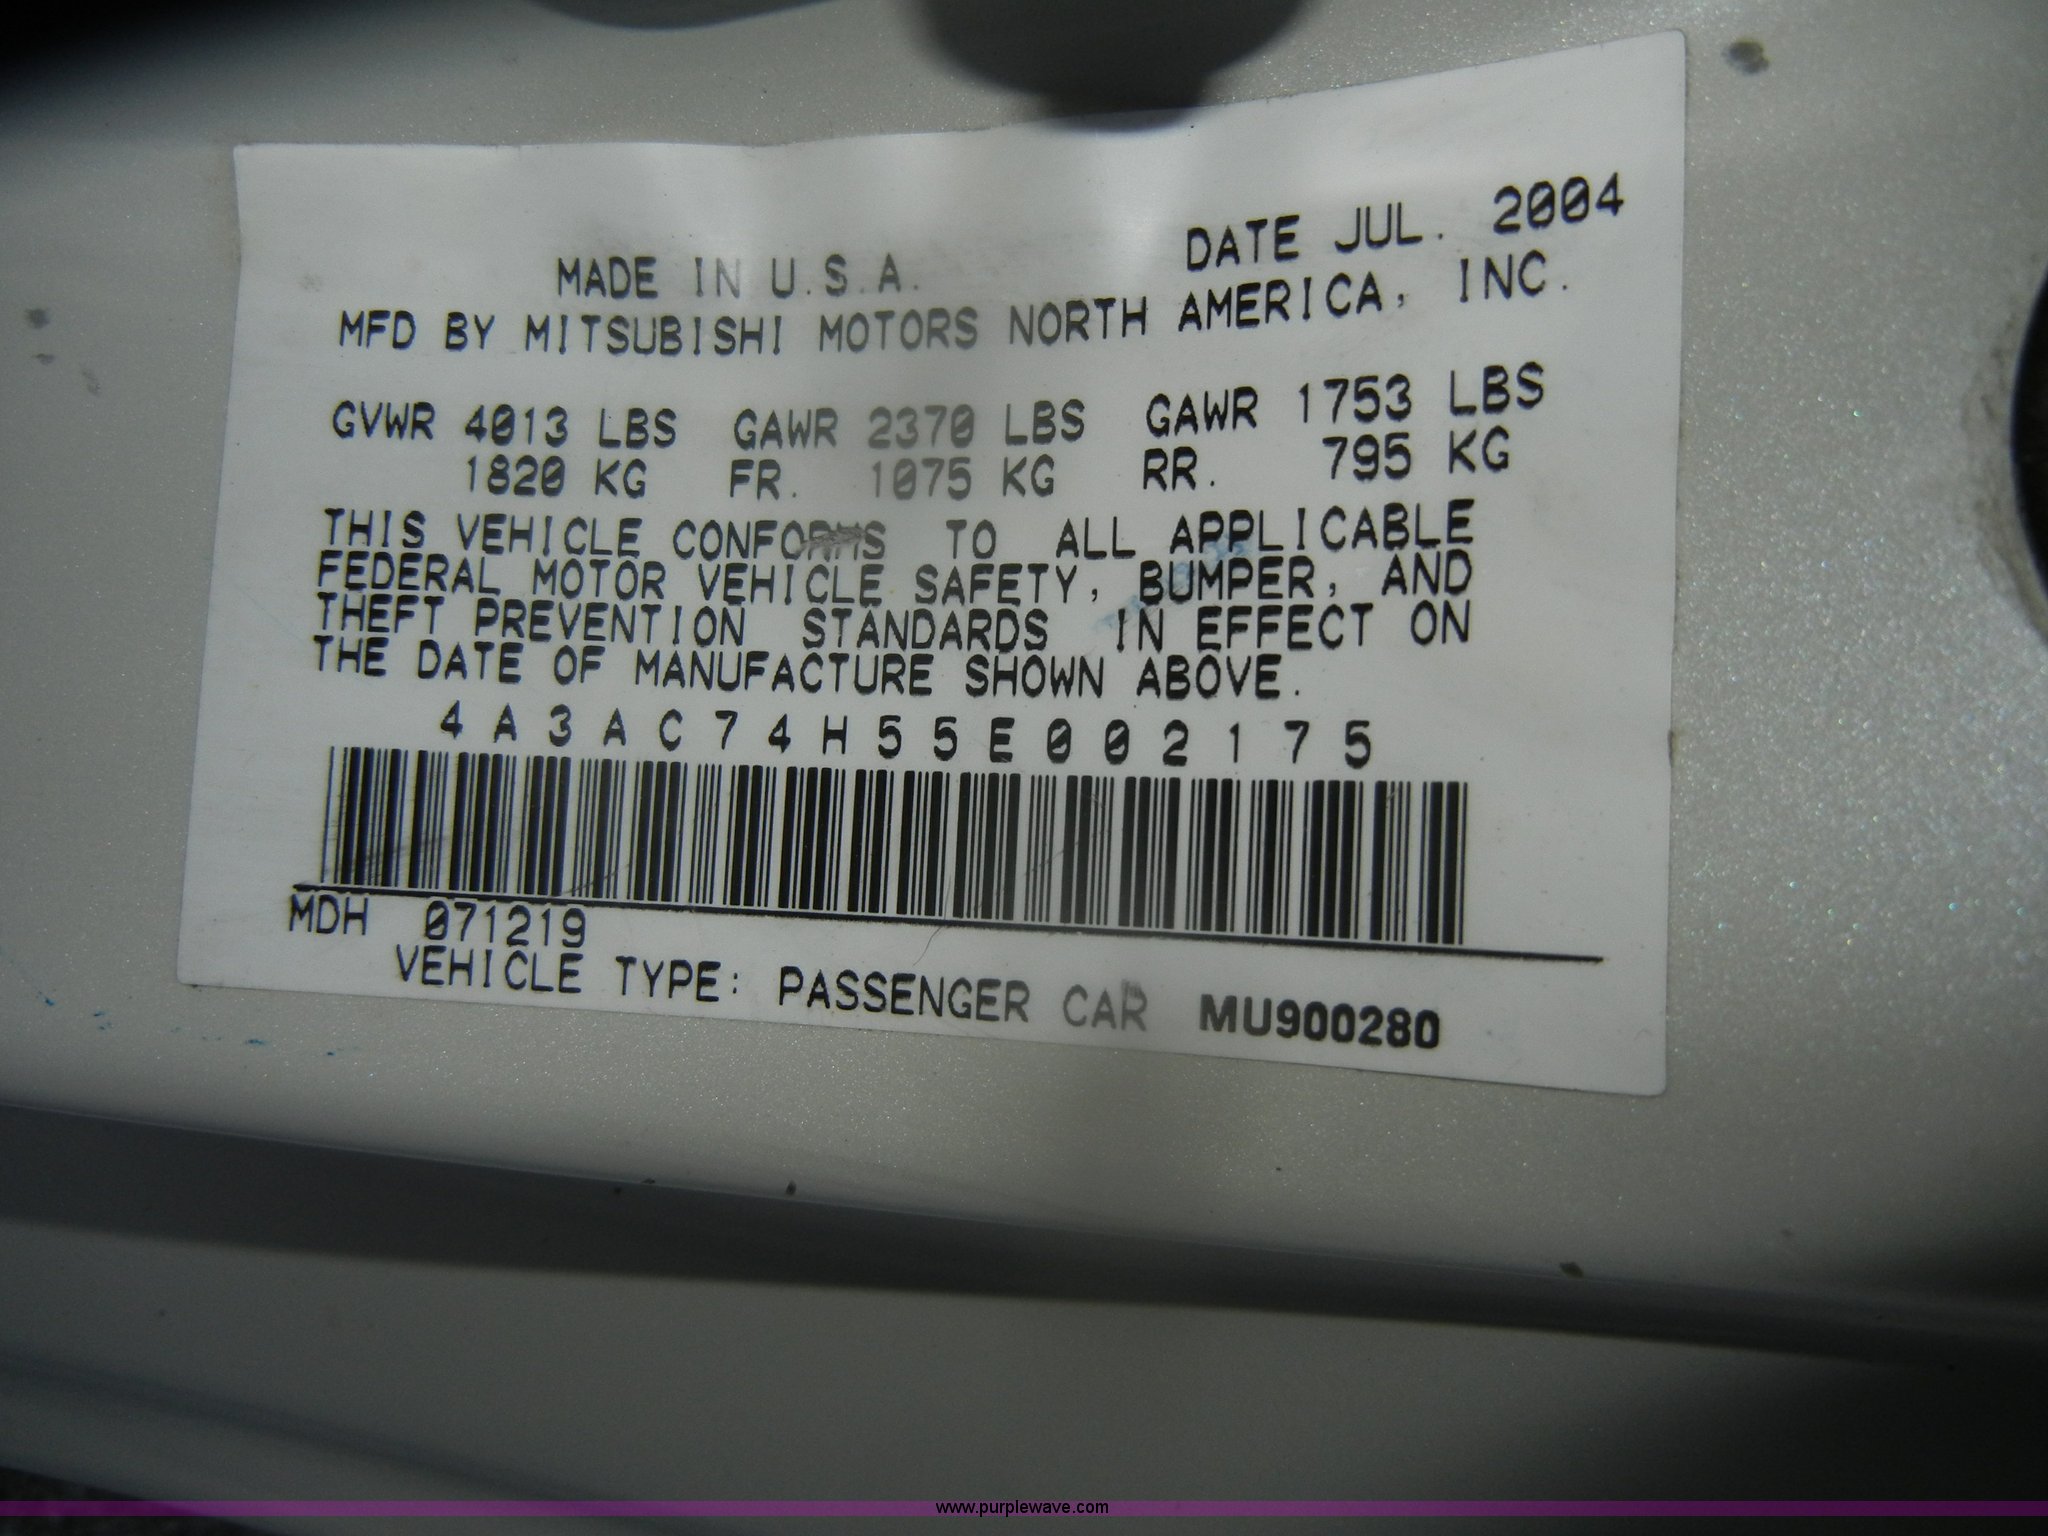 MADE IN U.S.A. DATE JUL. 2004
MFD BY MITSUBISHI MOTORS NORTH AMERICA, INC.
GVWR 4013 LBS GAWR 2370 LBS GAWR 1753 LBS
1820 KG FR. 1075 KG RR. 795 KG
THIS VEHICLE CONFORMS TO ALL APPLICABLE
FEDERAL MOTOR VEHICLE SAFETY, BUMPER, AND
THEFT PREVENTION STANDARDS IN EFFECT ON
THE DATE OF MANUFACTURE SHOWN ABOVE.
4A3AC74H55E002175
MDH 071219
VEHICLE TYPE: PASSENGER CAR MU900280
www.purplewave.com